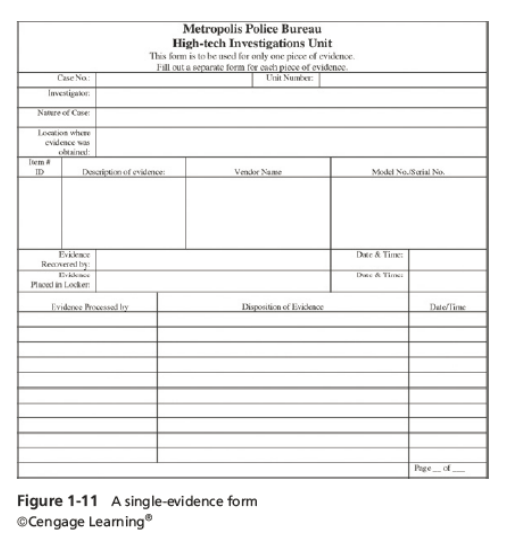 Metropolis Police Bureau
High-tech Investigations Unit
This form is to be used for only one piece of evidence.
Fill out a separate form for each piece of evidence.
Case No.: Unit Number:
Investigator:
Nature of Case:
Location where
evidence was
obtained:
Item #
ID Description of evidence: Vendor Name Model No./Serial No.
Evidence
Recovered by: Date & Time:
Evidence
Placed in Locker: Date & Time:
Evidence Processed by Disposition of Evidence Date/Time
Page __ of __
Figure 1-11 A single-evidence form
©Cengage Learning®